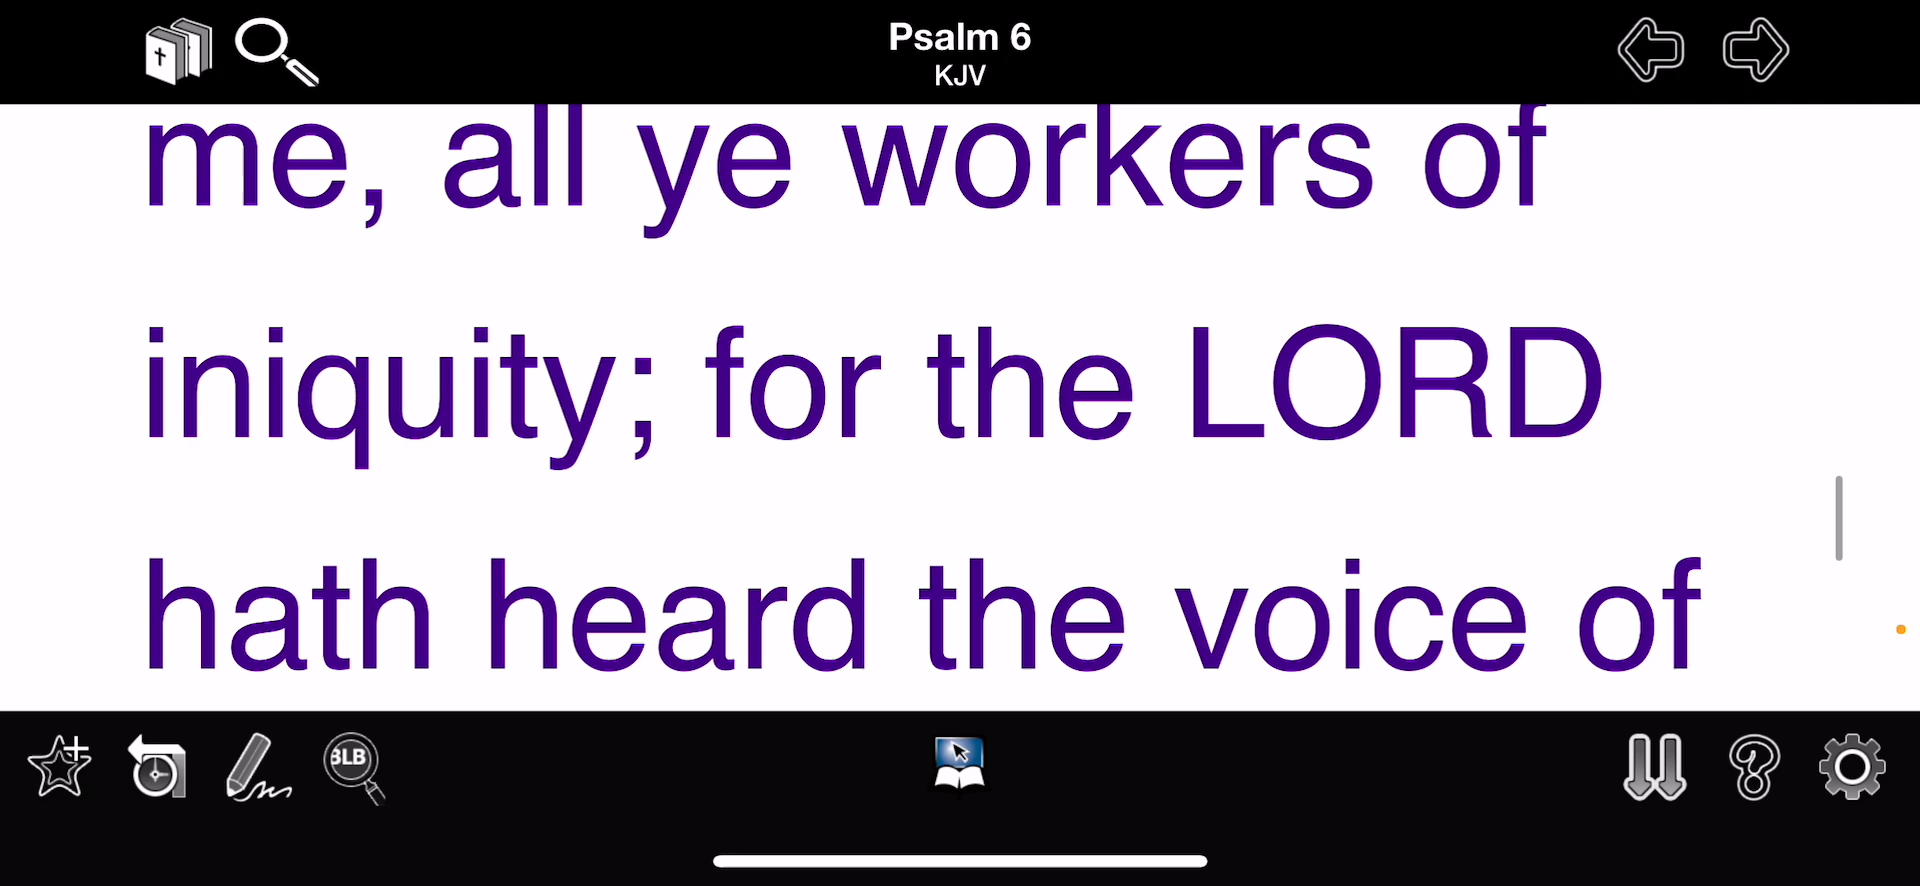 Psalm 6
KJV
me, all ye workers of
iniquity; for the LORD
hath heard the voice of
BLB